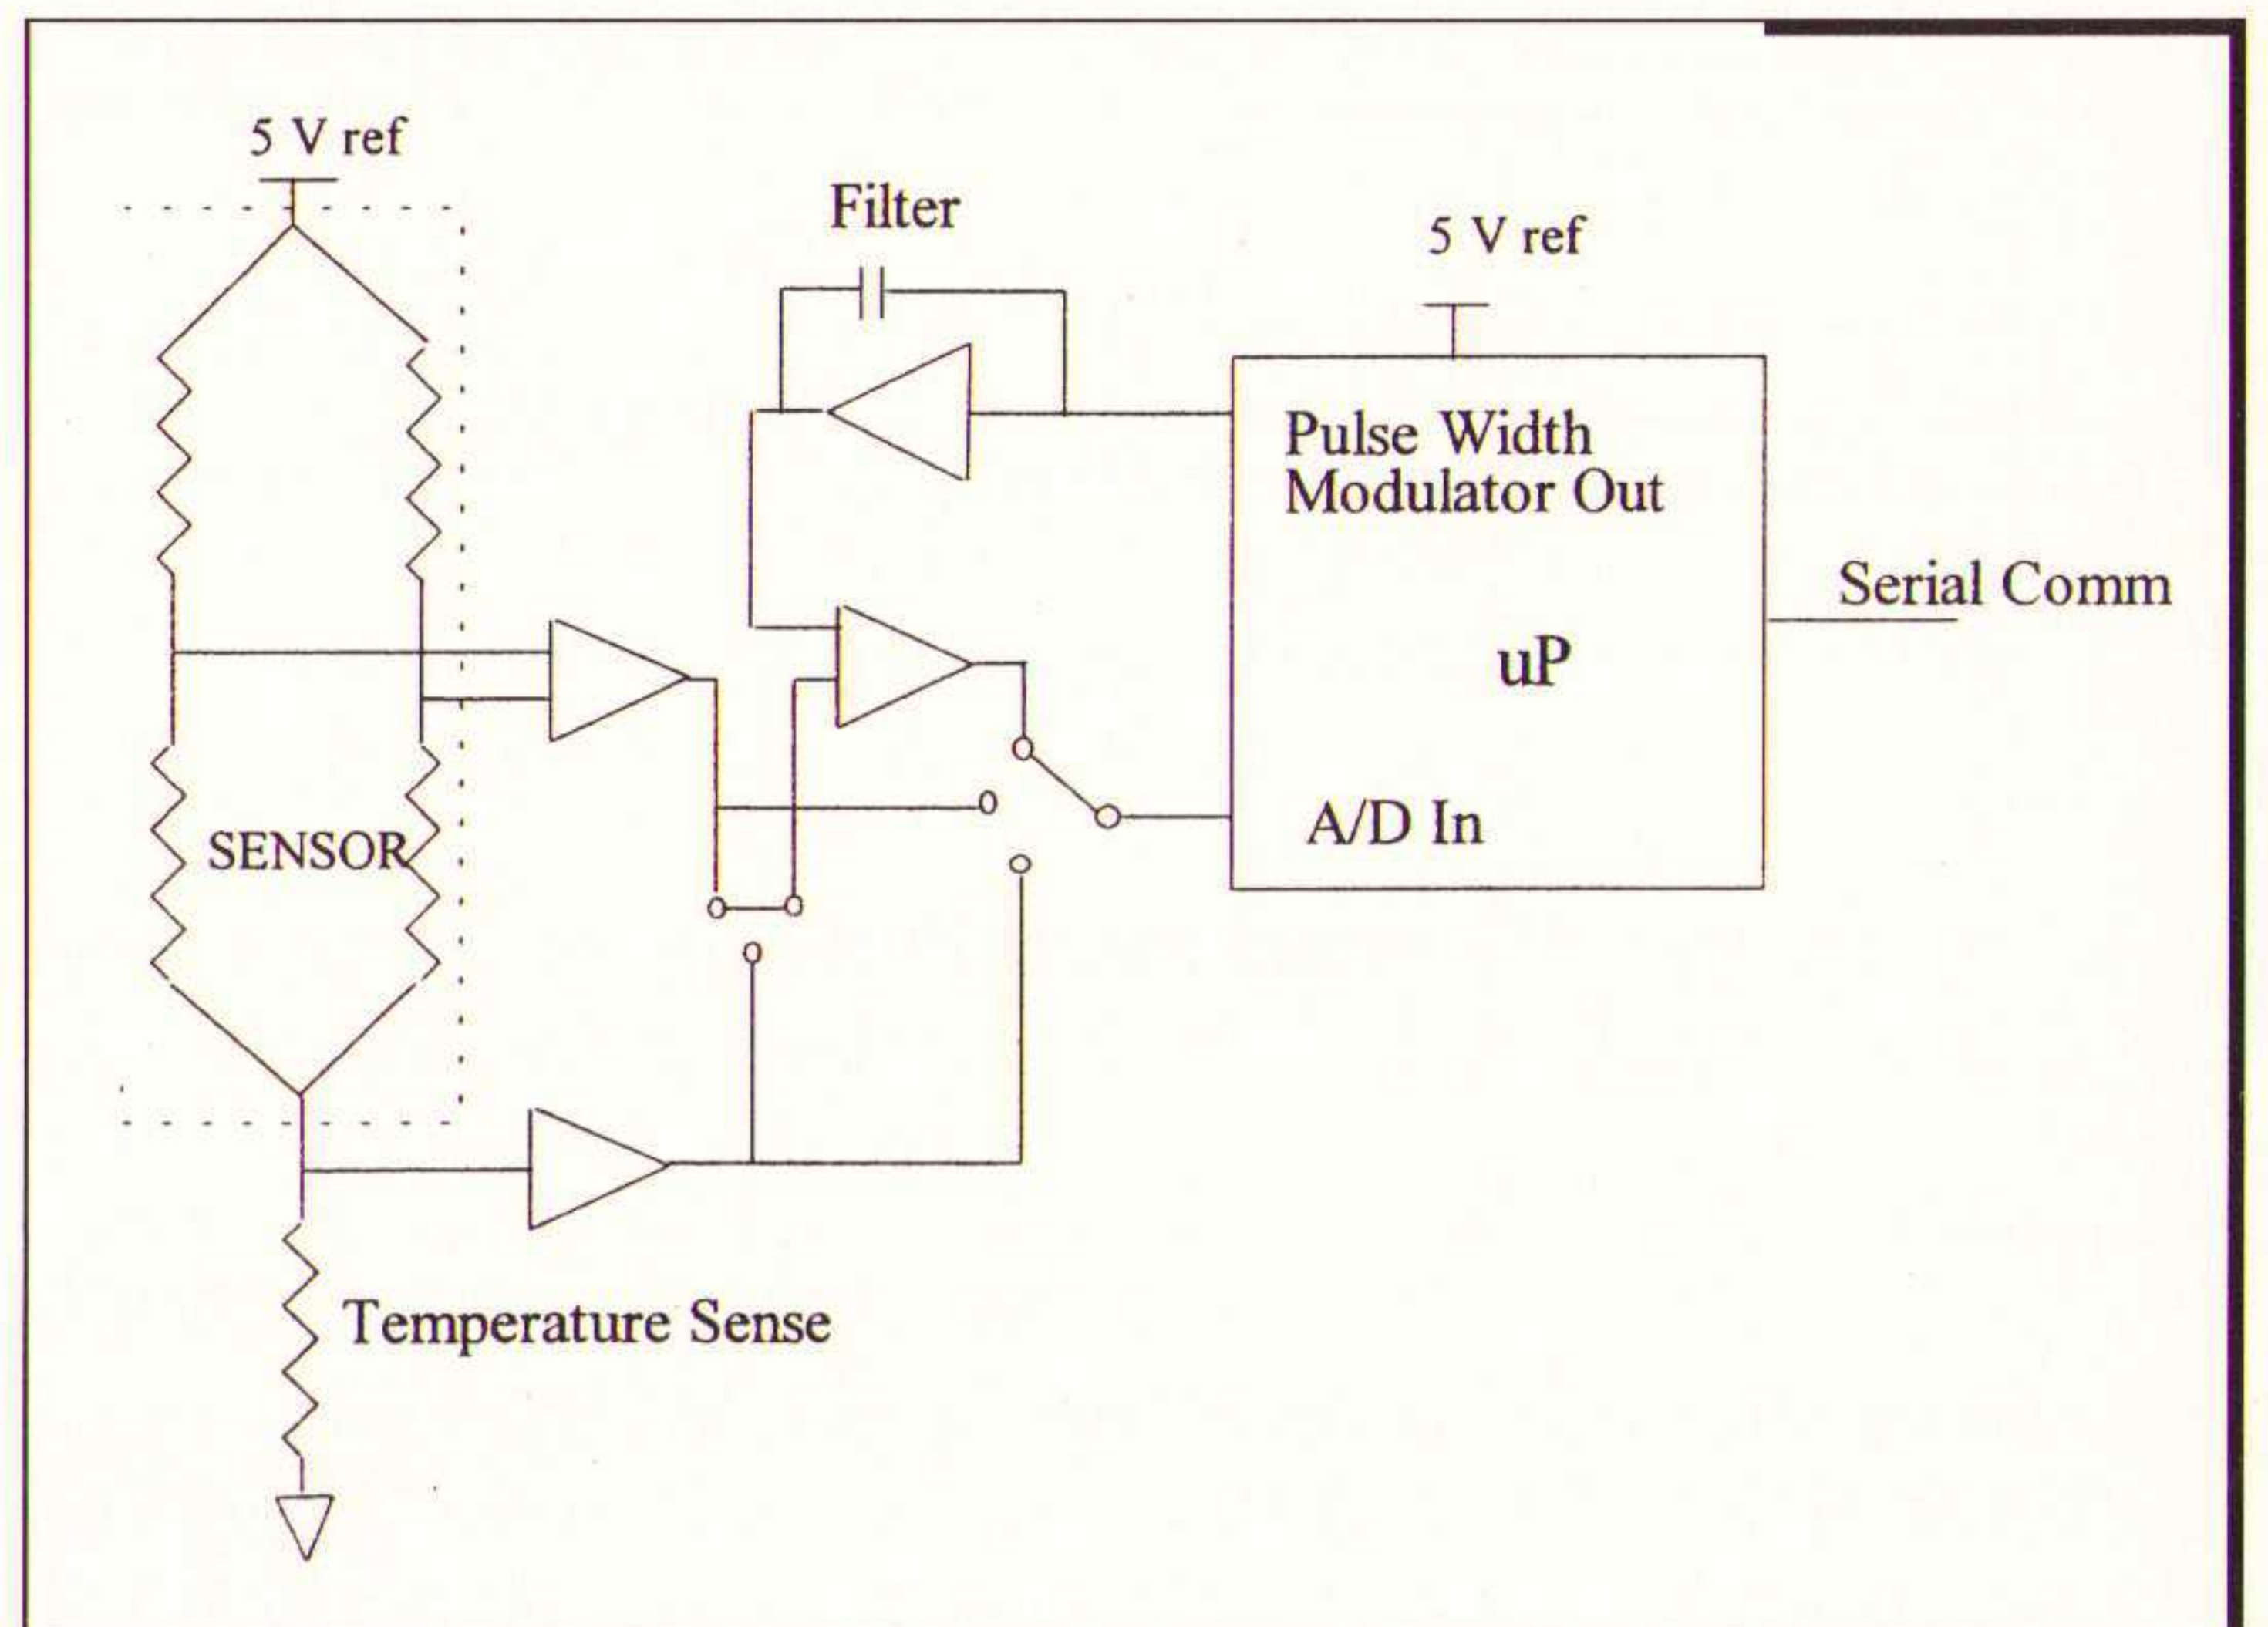 5 V ref
Filter
5 V ref
Pulse Width
Modulator Out
Serial Comm
uP
A/D In
SENSOR
Temperature Sense